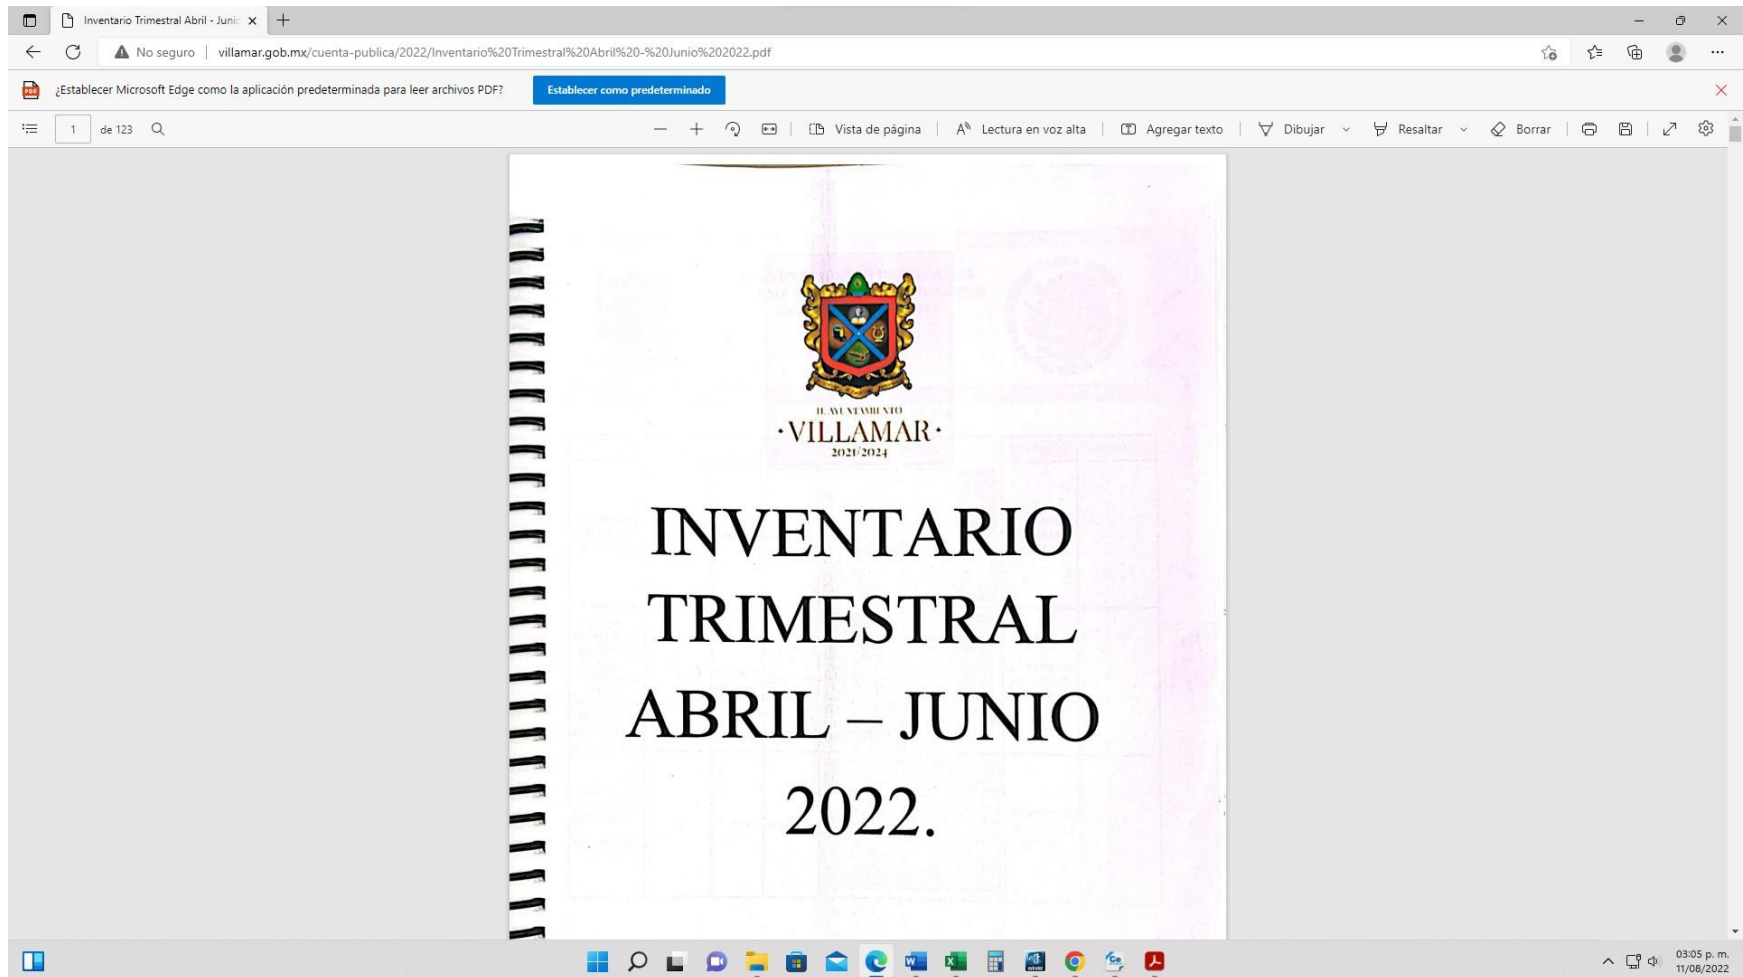 Inventario Trimestral Abril - Juni
No seguro | villamar.gob.mx/cuenta-publica/2022/Inventario%20Trimestral%20Abril%20-%20Junio%202022.pdf
¿Establecer Microsoft Edge como la aplicación predeterminada para leer archivos PDF? Establecer como predeterminado
1 de 123 Vista de página Lectura en voz alta Agregar texto Dibujar Resaltar Borrar
H. AYUNTAMIENTO
·VILLAMAR·
2021/2024
INVENTARIO
TRIMESTRAL
ABRIL – JUNIO
2022.
03:05 p. m.
11/08/2022